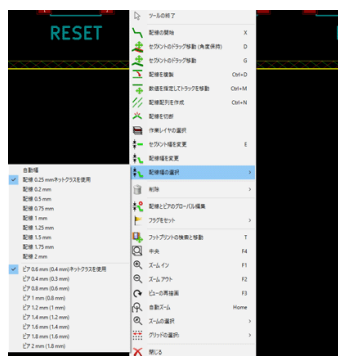 RESET
R
ツールの終了
配線の開始 X
セグメントのドラッグ移動 (角度保持) D
セグメントのドラッグ移動 G
配線を複製 Ctrl+D
数値を指定してトラックを移動 Ctrl+M
配線配列を作成 Ctrl+N
配線を切断
作業レイヤの選択
セグメント幅を変更 E
配線幅を変更
配線幅の選択 ›
削除 ›
配線とビアのグローバル編集
フラグをセット ›
フットプリントの検索と移動 T
中央 F4
ズームイン F1
ズームアウト F2
ビューの再描画 F3
自動ズーム Home
ズームの選択 ›
グリッドの選択: ›
閉じる
自動幅
配線 0.25 mmネットクラスを使用
配線 0.2 mm
配線 0.5 mm
配線 0.75 mm
配線 1 mm
配線 1.25 mm
配線 1.5 mm
配線 1.75 mm
配線 2 mm
ビア 0.6 mm (0.4 mm)ネットクラスを使用
ビア 0.4 mm (0.3 mm)
ビア 0.8 mm (0.6 mm)
ビア 1 mm (0.8 mm)
ビア 1.2 mm (1 mm)
ビア 1.4 mm (1.2 mm)
ビア 1.6 mm (1.4 mm)
ビア 1.8 mm (1.6 mm)
ビア 2 mm (1.8 mm)